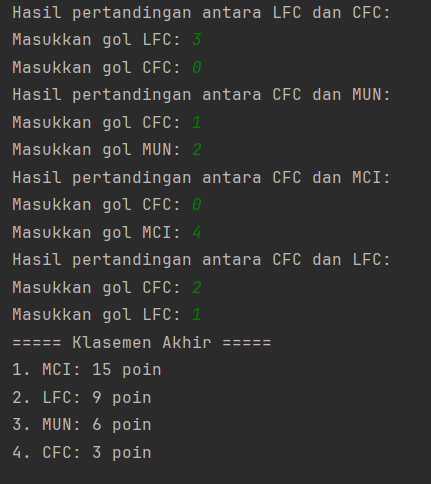 Hasil pertandingan antara LFC dan CFC:
Masukkan gol LFC: 3
Masukkan gol CFC: 0
Hasil pertandingan antara CFC dan MUN:
Masukkan gol CFC: 1
Masukkan gol MUN: 2
Hasil pertandingan antara CFC dan MCI:
Masukkan gol CFC: 0
Masukkan gol MCI: 4
Hasil pertandingan antara CFC dan LFC:
Masukkan gol CFC: 2
Masukkan gol LFC: 1
===== Klasemen Akhir =====
1. MCI: 15 poin
2. LFC: 9 poin
3. MUN: 6 poin
4. CFC: 3 poin